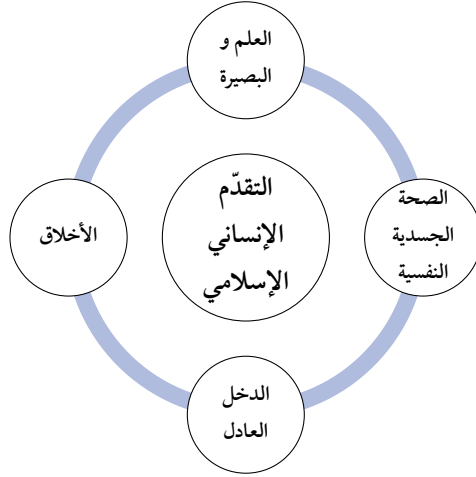 العلم و
البصيرة
الصحة
الجسدية
النفسية
التقدّم
الإنساني
الإسلامي
الأخلاق
الدخل
العادل